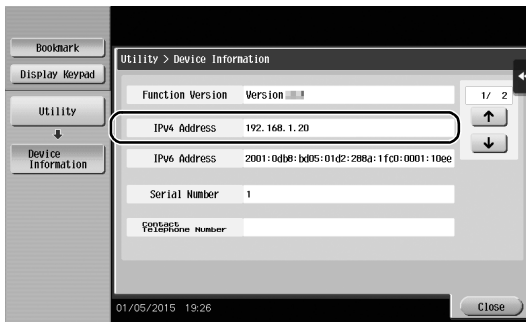 Bookmark
Display Keypad
Utility
Device
Information
Utility > Device Information
Function Version Version
IPv4 Address 192.168.1.20
IPv6 Address 2001:0db8:bd05:01d2:288a:1fc0:0001:10ee
Serial Number 1
Contact
Telephone Number
1/ 2
01/05/2015 19:26
Close